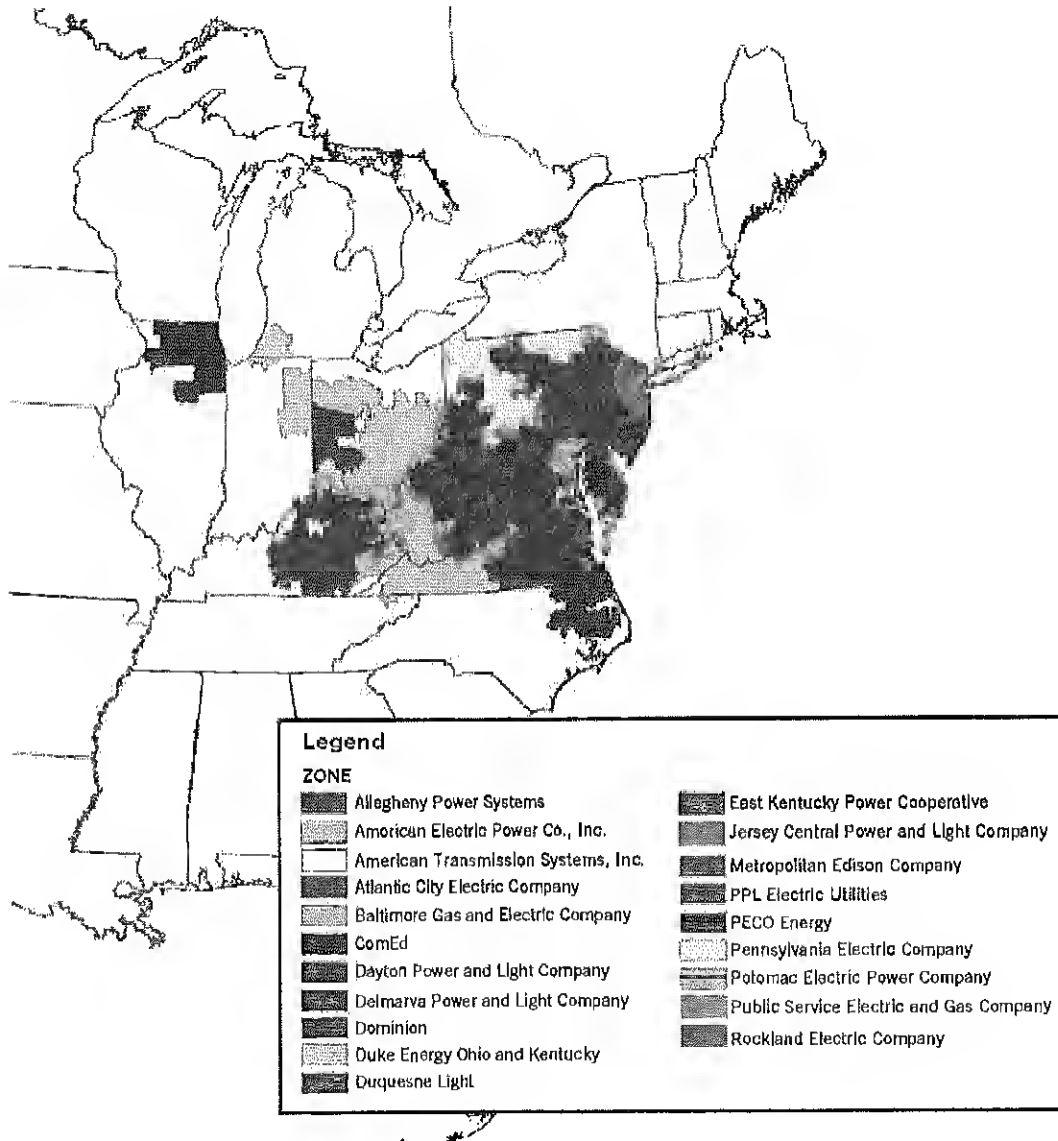 Legend
ZONE
Allegheny Power Systems
American Electric Power Co., Inc.
American Transmission Systems, Inc.
Atlantic City Electric Company
Baltimore Gas and Electric Company
ComEd
Dayton Power and Light Company
Delmarva Power and Light Company
Dominion
Duke Energy Ohio and Kentucky
Duquesne Light
East Kentucky Power Cooperative
Jersey Central Power and Light Company
Metropolitan Edison Company
PPL Electric Utilities
PECO Energy
Pennsylvania Electric Company
Potomac Electric Power Company
Public Service Electric and Gas Company
Rockland Electric Company